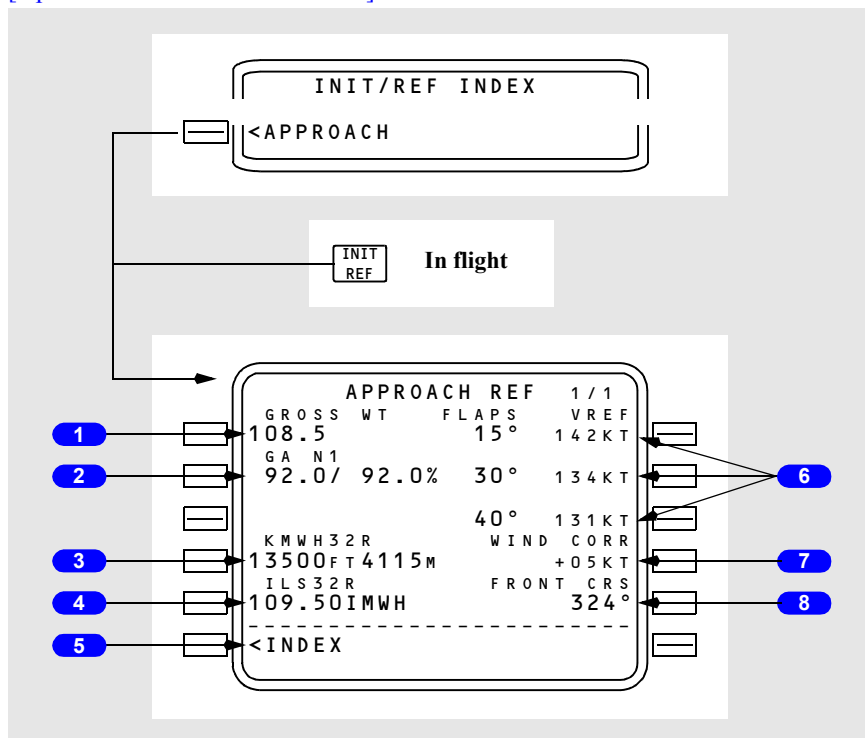 INIT/REF INDEX
<APPROACH
INIT
REF
In flight
APPROACH REF 1/1
GROSS WT FLAPS VREF
1 108.5 15° 142KT
GA N1
2 92.0/ 92.0% 30° 134KT 6
40° 131KT
KMWH32R WIND CORR
3 13500FT4115M +05KT 7
ILS32R FRONT CRS
4 109.50IMWH 324° 8
------------------------
5 <INDEX